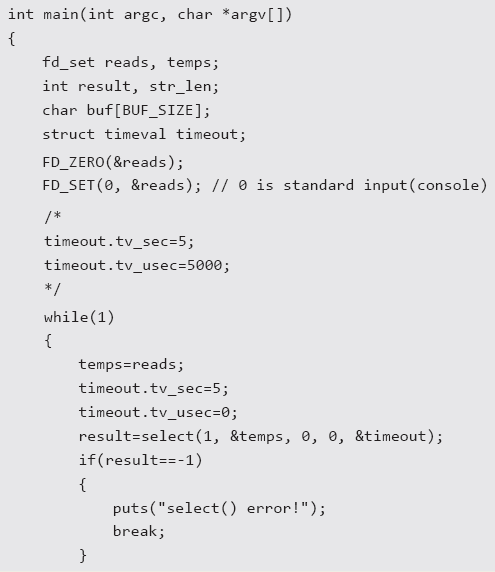 int main(int argc, char *argv[])
{
    fd_set reads, temps;
    int result, str_len;
    char buf[BUF_SIZE];
    struct timeval timeout;
    FD_ZERO(&reads);
    FD_SET(0, &reads); // 0 is standard input(console)
    /*
    timeout.tv_sec=5;
    timeout.tv_usec=5000;
    */
    while(1)
    {
        temps=reads;
        timeout.tv_sec=5;
        timeout.tv_usec=0;
        result=select(1, &temps, 0, 0, &timeout);
        if(result==-1)
        {
            puts("select() error!");
            break;
        }